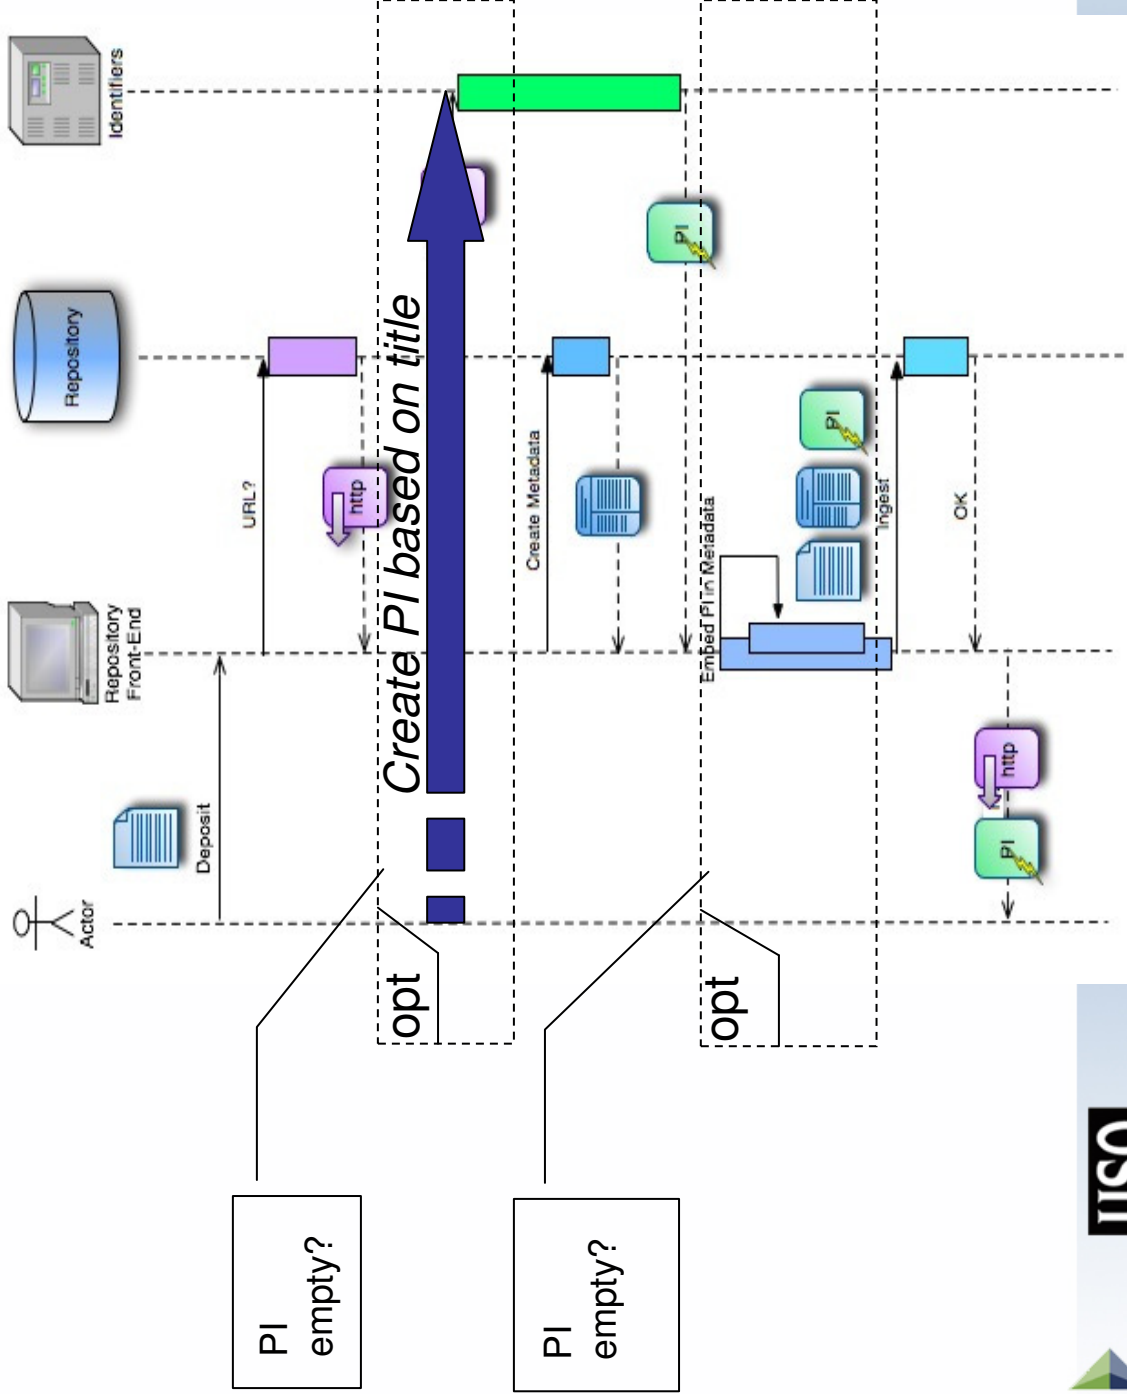 Actor
Repository
Front-End
Repository
Identifiers
Deposit
URL?
http
PI
empty?
opt
Create PI based on title
Create Metadata
PI
PI
empty?
opt
Embed PI in Metadata
PI
Ingest
OK
PI
http